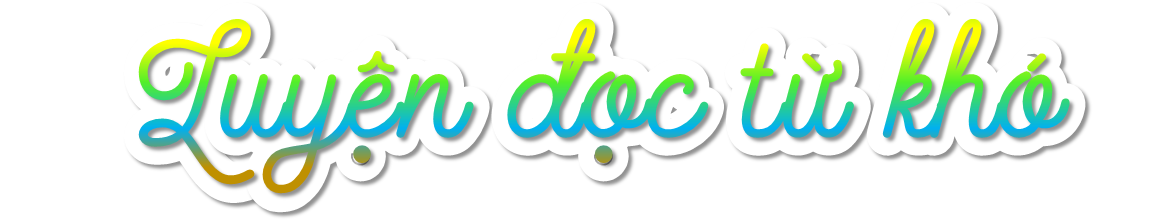 Luyện đọc từ khó